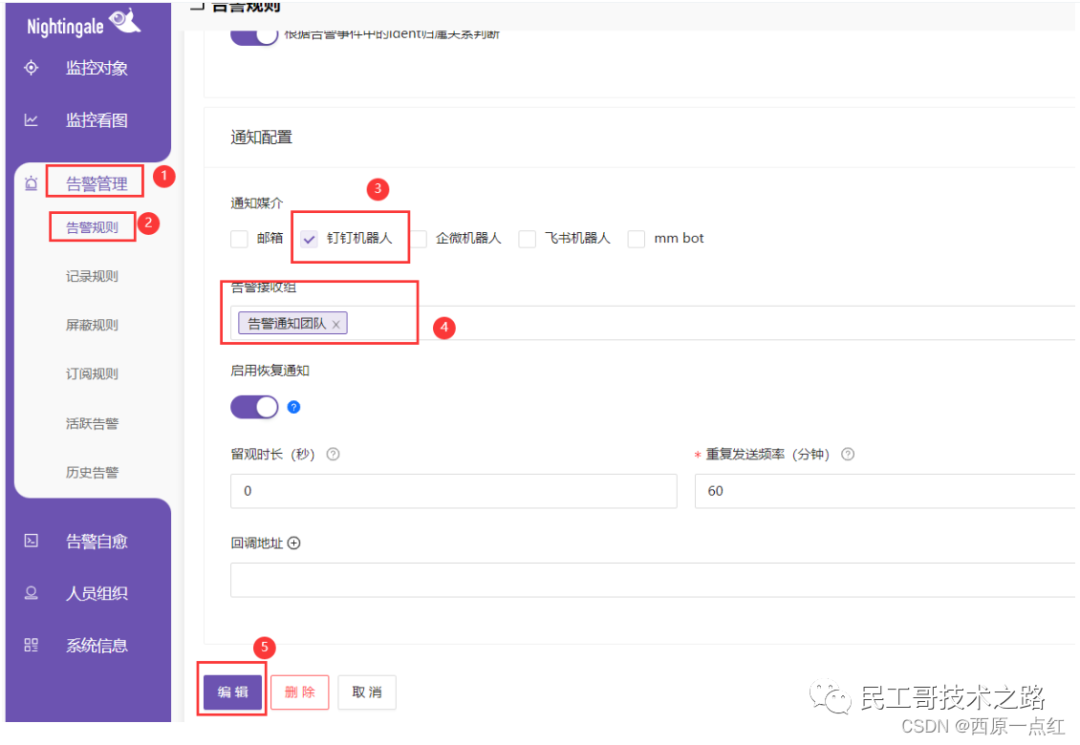 Nightingale
告警规则
监控对象
监控看图
告警管理
1
告警规则
2
记录规则
屏蔽规则
订阅规则
活跃告警
历史告警
告警自愈
人员组织
系统信息
根据告警事件中的ident归属关系判断
通知配置
通知媒介
3
邮箱 钉钉机器人 企微机器人 飞书机器人 mm bot
告警接收组
告警通知团队 ×
4
启用恢复通知
?
留观时长（秒） ? * 重复发送频率（分钟） ?
0 60
回调地址
5
编辑 删除 取消
民工哥技术之路
CSDN @西原一点红